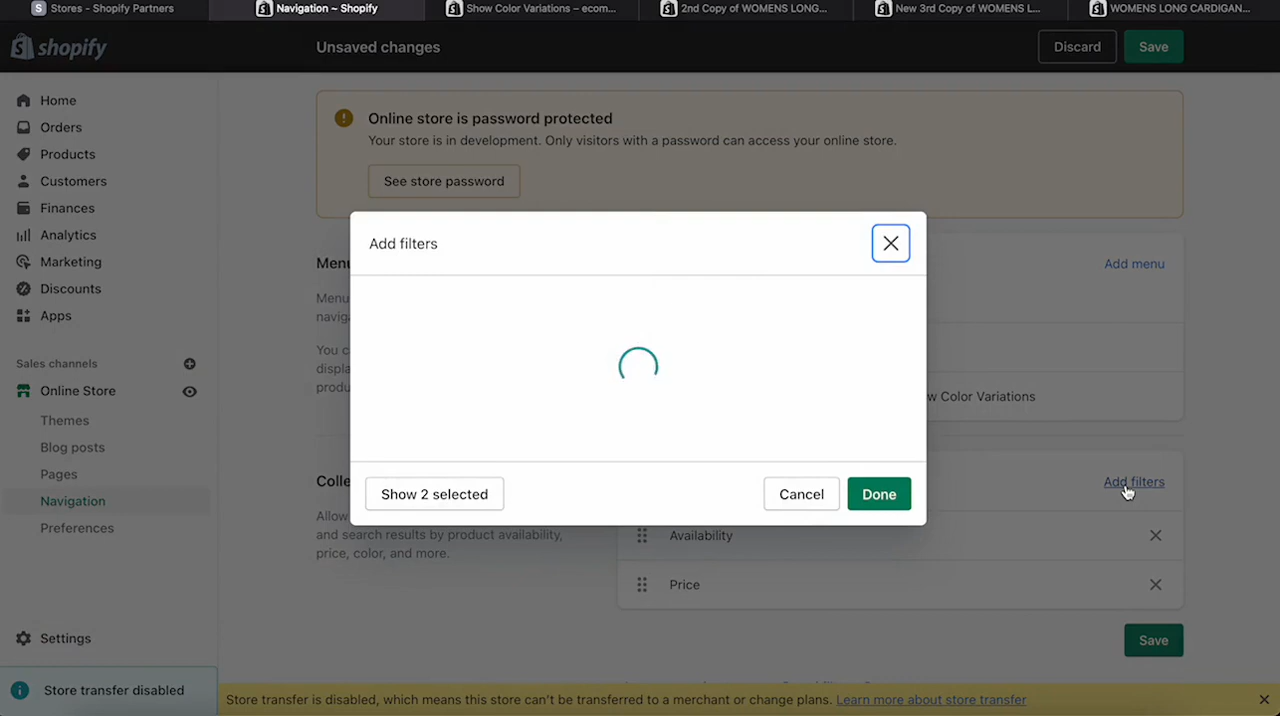 Stores - Shopify Partners
Navigation ~ Shopify
Show Color Variations – ecom...
2nd Copy of WOMENS LONG...
New 3rd Copy of WOMENS L...
WOMENS LONG CARDIGAN...
shopify
Unsaved changes
Discard
Save
Home
Orders
Products
Customers
Finances
Analytics
Marketing
Discounts
Apps
Sales channels
Online Store
Themes
Blog posts
Pages
Navigation
Preferences
Settings
Store transfer disabled
Online store is password protected
Your store is in development. Only visitors with a password can access your online store.
See store password
Menu
Add menu
Menu
naviga
You c
displa
produ
w Color Variations
Add filters
Show 2 selected
Cancel
Done
Colle
Add filters
Allow
and search results by product availability,
price, color, and more.
Availability
Price
Save
Store transfer is disabled, which means this store can't be transferred to a merchant or change plans. Learn more about store transfer